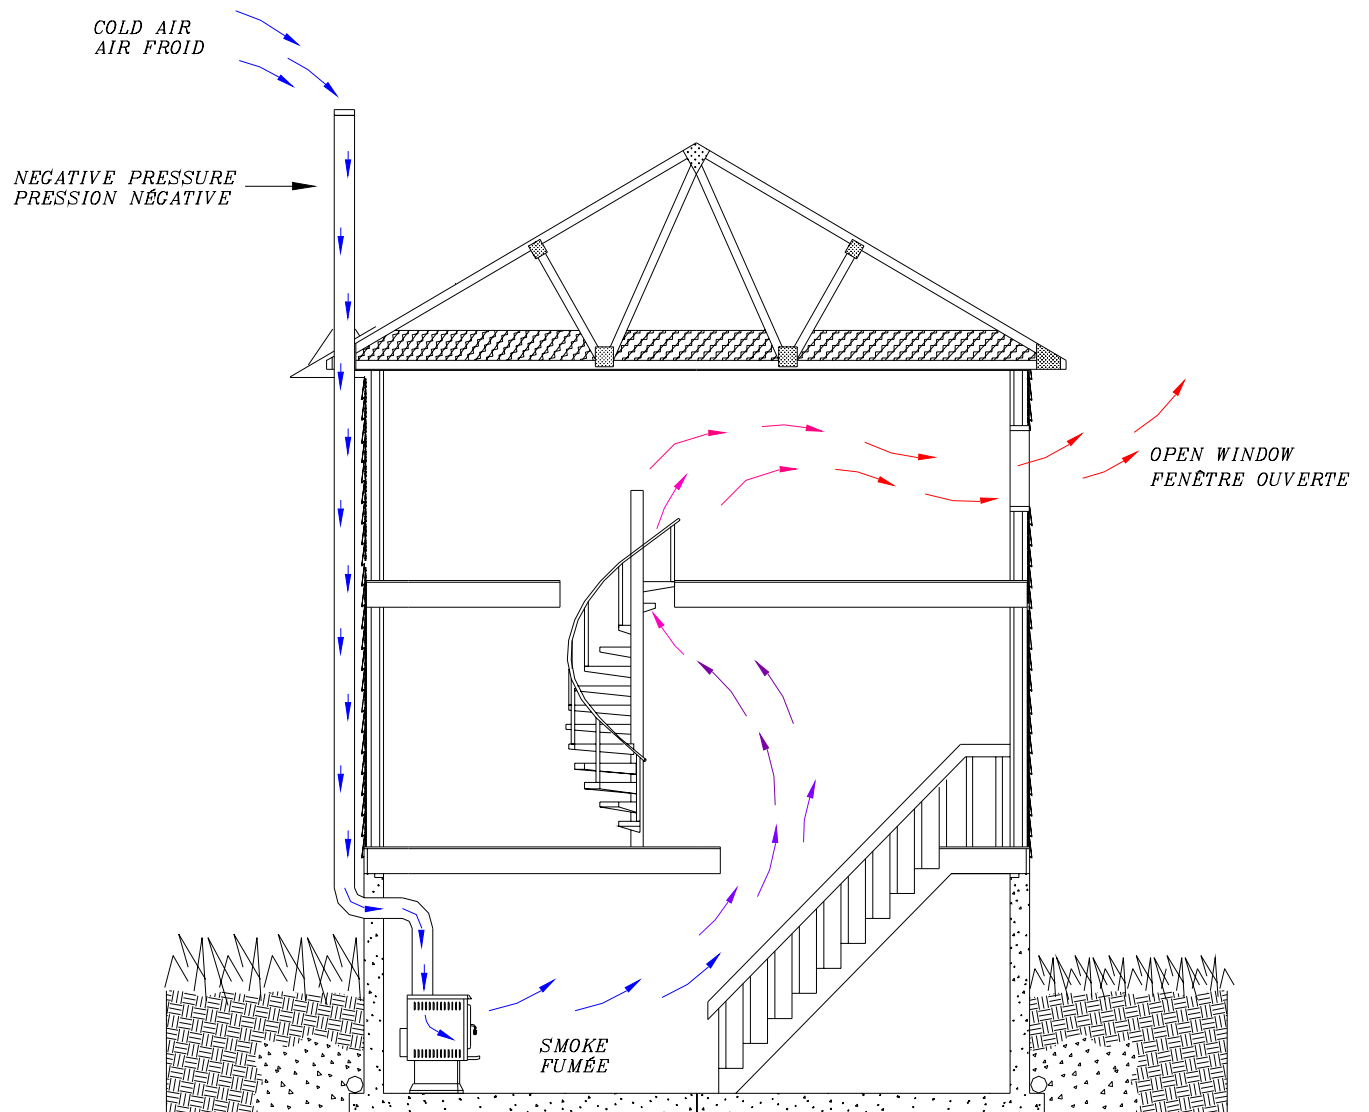 COLD AIR
AIR FROID
NEGATIVE PRESSURE
PRESSION NÉGATIVE
OPEN WINDOW
FENÊTRE OUVERTE
SMOKE
FUMÉE